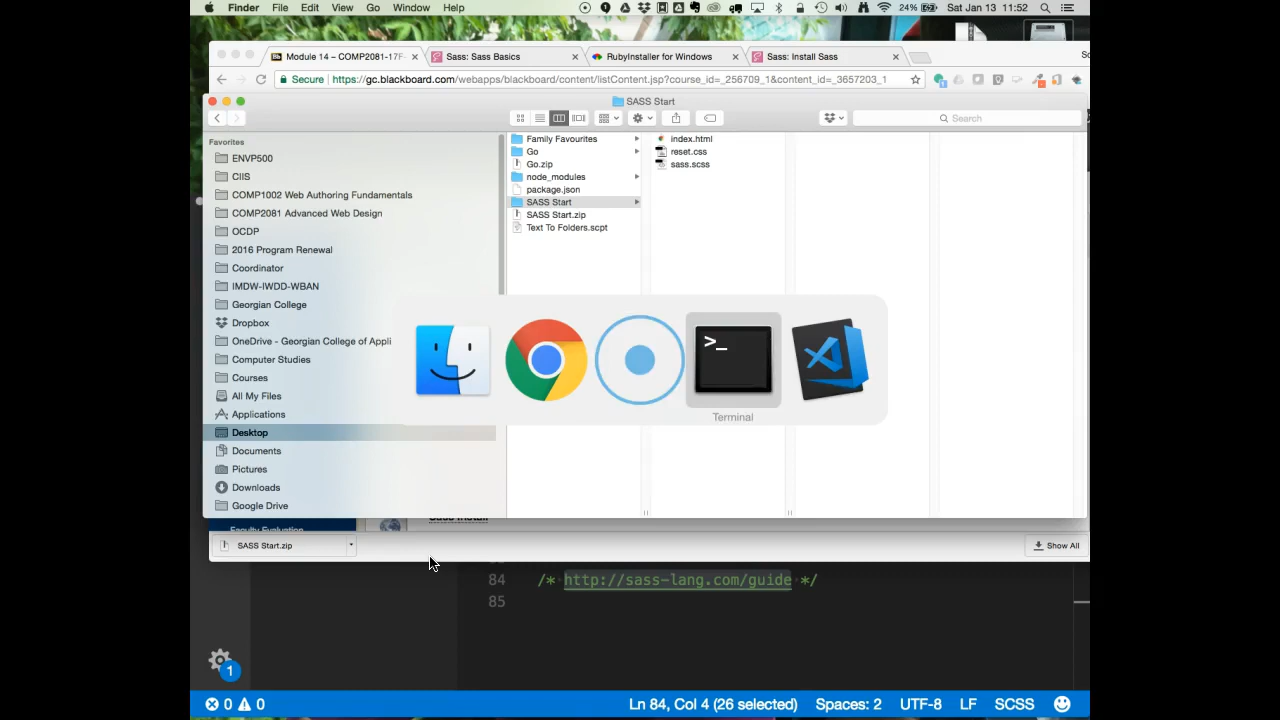 Finder File Edit View Go Window Help 24% Sat Jan 13 11:52
Module 14 – COMP2081-17F- Sass: Sass Basics RubyInstaller for Windows Sass: Install Sass
Secure https://gc.blackboard.com/webapps/blackboard/content/listContent.jsp?course_id=_256709_1&content_id=_3657203_1
SASS Start
Search
Favorites
ENVP500
CIIS
COMP1002 Web Authoring Fundamentals
COMP2081 Advanced Web Design
OCDP
2016 Program Renewal
Coordinator
IMDW-IWDD-WBAN
Georgian College
Dropbox
OneDrive - Georgian College of Appli
Computer Studies
Courses
All My Files
Applications
Desktop
Documents
Pictures
Downloads
Google Drive
Family Favourites
Go
Go.zip
node_modules
package.json
SASS Start
SASS Start.zip
Text To Folders.scpt
index.html
reset.css
sass.scss
>_
Terminal
Faculty Evaluation
Sass Install
SASS Start.zip
Show All
84 /* http://sass-lang.com/guide */
85
1
0 0 Ln 84, Col 4 (26 selected) Spaces: 2 UTF-8 LF SCSS